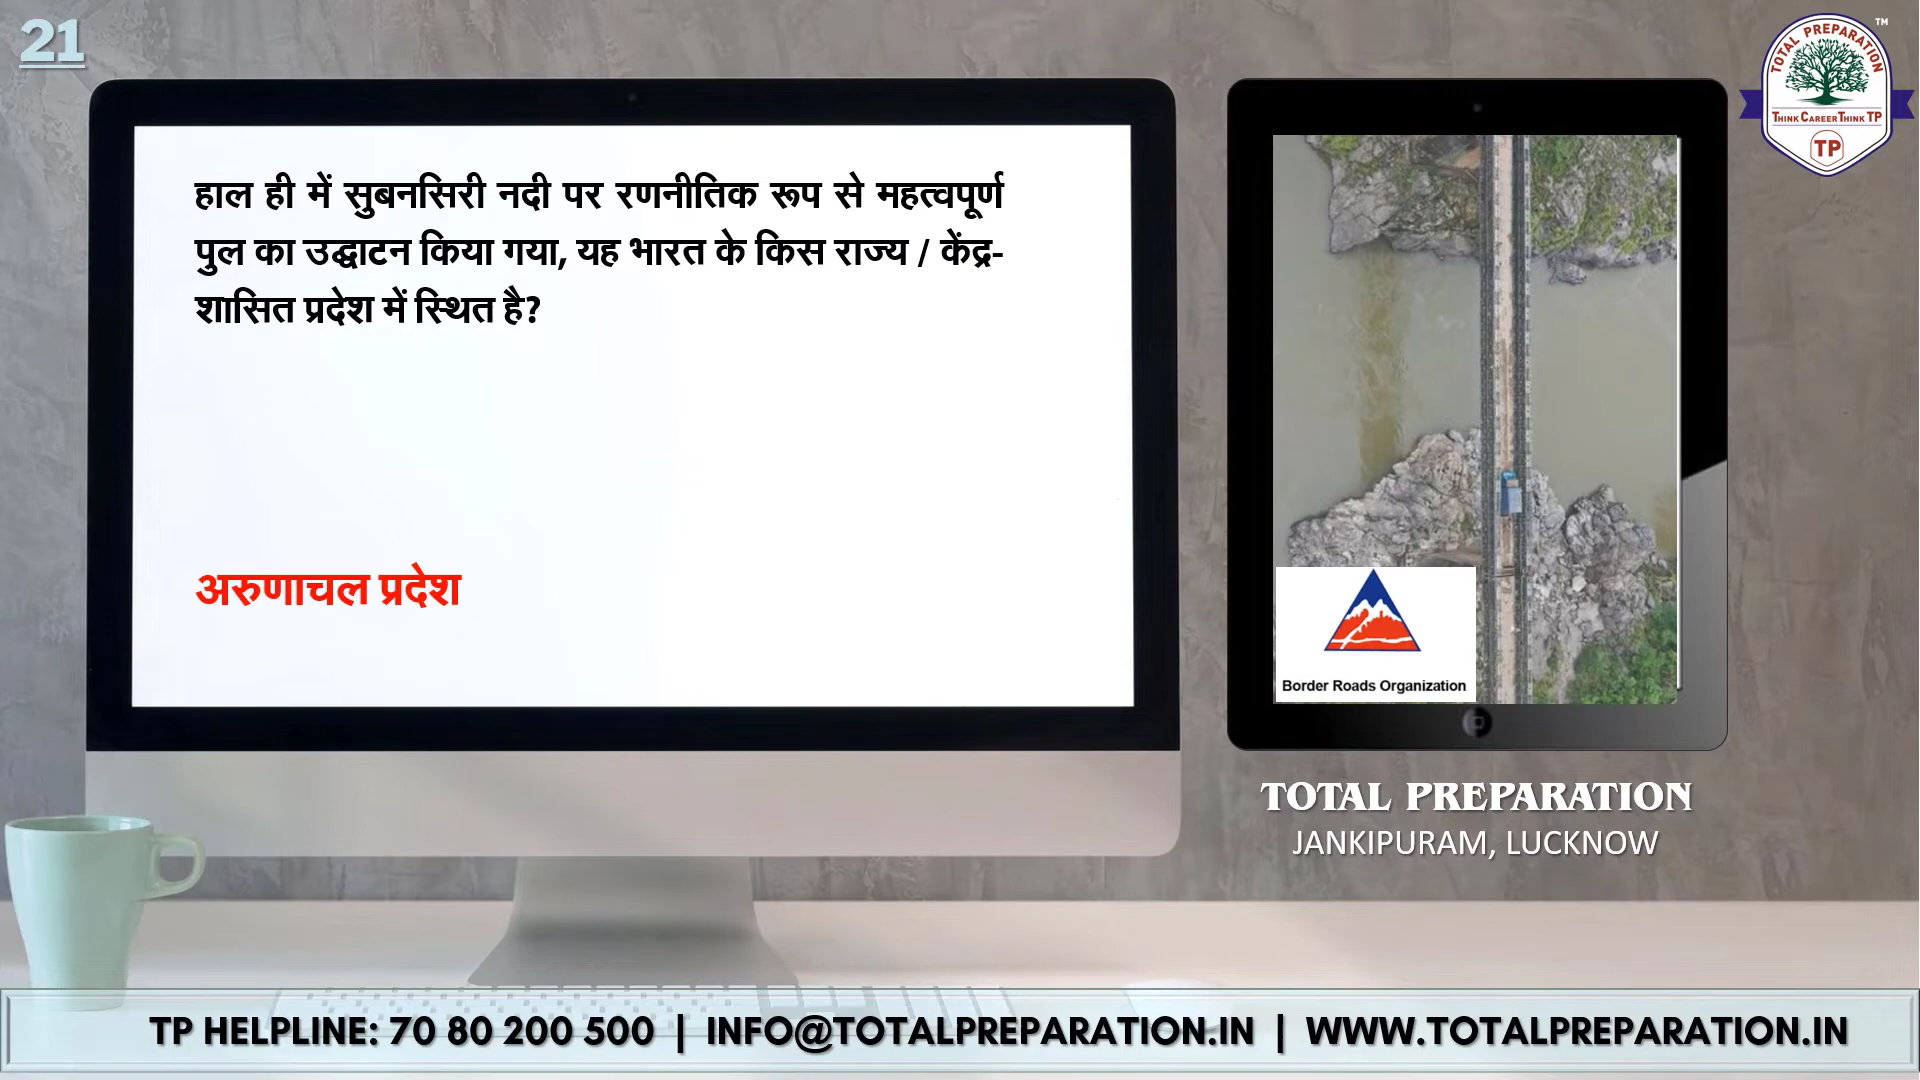 21
हाल ही में सुबनसिरी नदी पर रणनीतिक रूप से महत्वपूर्ण
पुल का उद्घाटन किया गया, यह भारत के किस राज्य / केंद्र-
शासित प्रदेश में स्थित है?
अरुणाचल प्रदेश
Border Roads Organization
TOTAL PREPARATION
THINK CAREER THINK TP
TP
TM
TOTAL PREPARATION
JANKIPURAM, LUCKNOW
TP HELPLINE: 70 80 200 500 | INFO@TOTALPREPARATION.IN | WWW.TOTALPREPARATION.IN